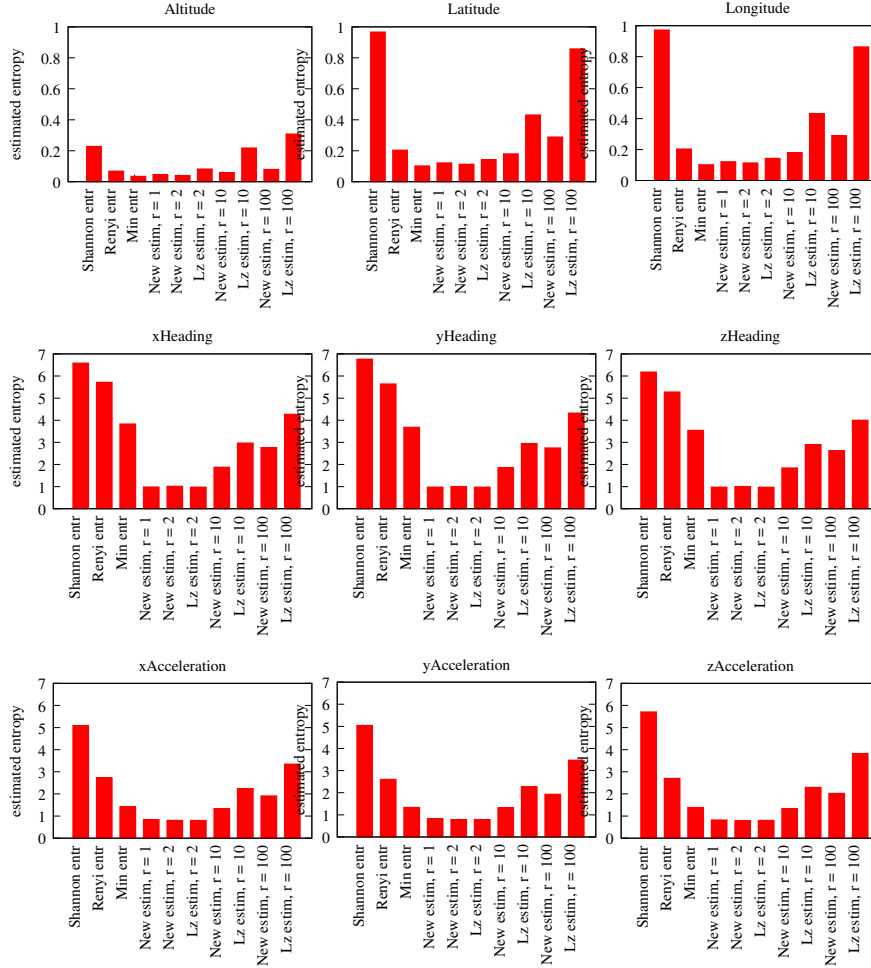 Altitude
estimated entropy
1
0.8
0.6
0.4
0.2
0
Shannon entr
Renyi entr
Min entr
New estim, r = 1
New estim, r = 2
Lz estim, r = 2
New estim, r = 10
Lz estim, r = 10
New estim, r = 100
Lz estim, r = 100
Latitude
estimated entropy
1
0.8
0.6
0.4
0.2
0
Shannon entr
Renyi entr
Min entr
New estim, r = 1
New estim, r = 2
Lz estim, r = 2
New estim, r = 10
Lz estim, r = 10
New estim, r = 100
Lz estim, r = 100
Longitude
estimated entropy
1
0.8
0.6
0.4
0.2
0
Shannon entr
Renyi entr
Min entr
New estim, r = 1
New estim, r = 2
Lz estim, r = 2
New estim, r = 10
Lz estim, r = 10
New estim, r = 100
Lz estim, r = 100
xHeading
estimated entropy
7
6
5
4
3
2
1
0
Shannon entr
Renyi entr
Min entr
New estim, r = 1
New estim, r = 2
Lz estim, r = 2
New estim, r = 10
Lz estim, r = 10
New estim, r = 100
Lz estim, r = 100
yHeading
estimated entropy
7
6
5
4
3
2
1
0
Shannon entr
Renyi entr
Min entr
New estim, r = 1
New estim, r = 2
Lz estim, r = 2
New estim, r = 10
Lz estim, r = 10
New estim, r = 100
Lz estim, r = 100
zHeading
estimated entropy
7
6
5
4
3
2
1
0
Shannon entr
Renyi entr
Min entr
New estim, r = 1
New estim, r = 2
Lz estim, r = 2
New estim, r = 10
Lz estim, r = 10
New estim, r = 100
Lz estim, r = 100
xAcceleration
estimated entropy
7
6
5
4
3
2
1
0
Shannon entr
Renyi entr
Min entr
New estim, r = 1
New estim, r = 2
Lz estim, r = 2
New estim, r = 10
Lz estim, r = 10
New estim, r = 100
Lz estim, r = 100
yAcceleration
estimated entropy
7
6
5
4
3
2
1
0
Shannon entr
Renyi entr
Min entr
New estim, r = 1
New estim, r = 2
Lz estim, r = 2
New estim, r = 10
Lz estim, r = 10
New estim, r = 100
Lz estim, r = 100
zAcceleration
estimated entropy
7
6
5
4
3
2
1
0
Shannon entr
Renyi entr
Min entr
New estim, r = 1
New estim, r = 2
Lz estim, r = 2
New estim, r = 10
Lz estim, r = 10
New estim, r = 100
Lz estim, r = 100